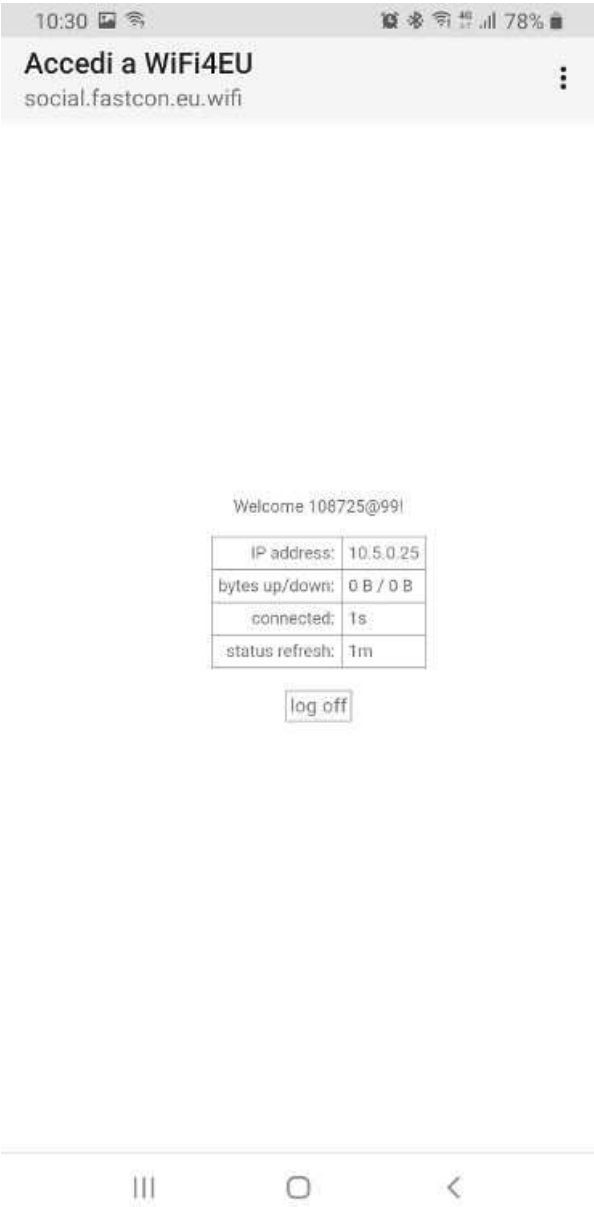 10:30 4G 78%
Accedi a WiFi4EU
social.fastcon.eu.wifi
Welcome 108725@99!
IP address: 10.5.0.25
bytes up/down: 0 B / 0 B
connected: 1s
status refresh: 1m
log off